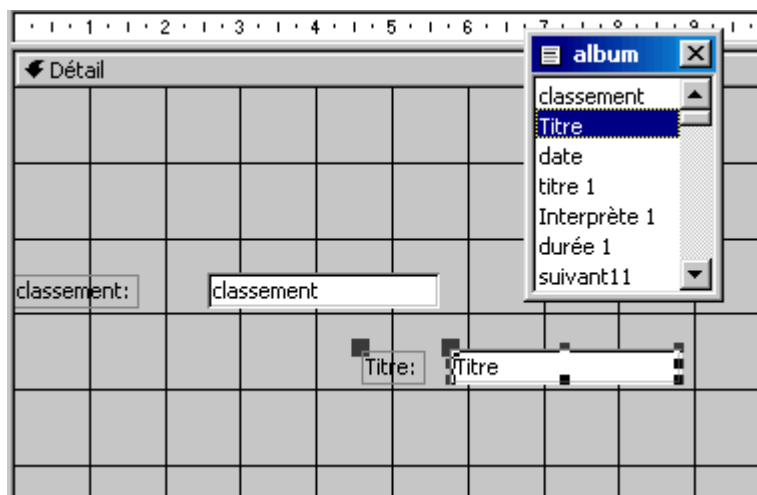 1 2 3 4 5 6 7 8 9
Détail
album
classement
Titre
date
titre 1
Interprète 1
durée 1
suivant11
classement: classement
Titre: Titre